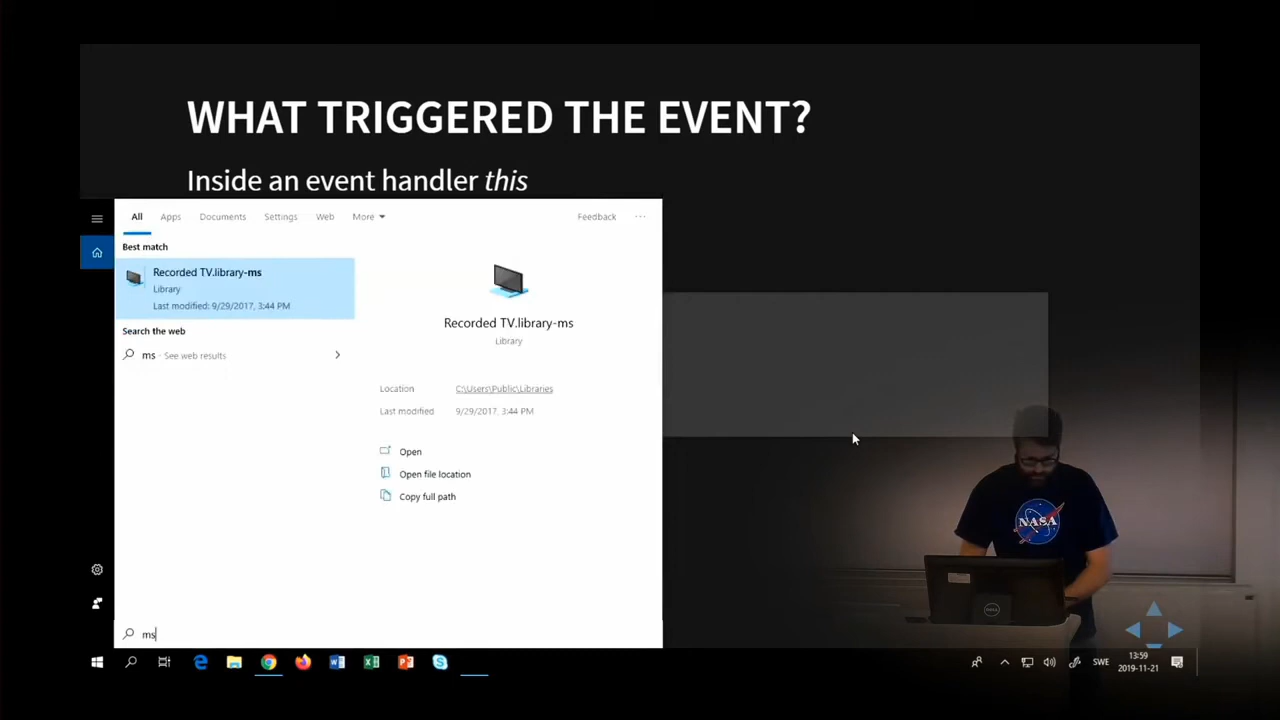 WHAT TRIGGERED THE EVENT?
Inside an event handler this
All Apps Documents Settings Web More Feedback ...
Best match
Recorded TV.library-ms
Library
Last modified: 9/29/2017, 3:44 PM
Search the web
ms - See web results
Recorded TV.library-ms
Library
Location C:\Users\Public\Libraries
Last modified 9/29/2017, 3:44 PM
Open
Open file location
Copy full path
NASA
DELL
ms
SWE
13:59
2019-11-21